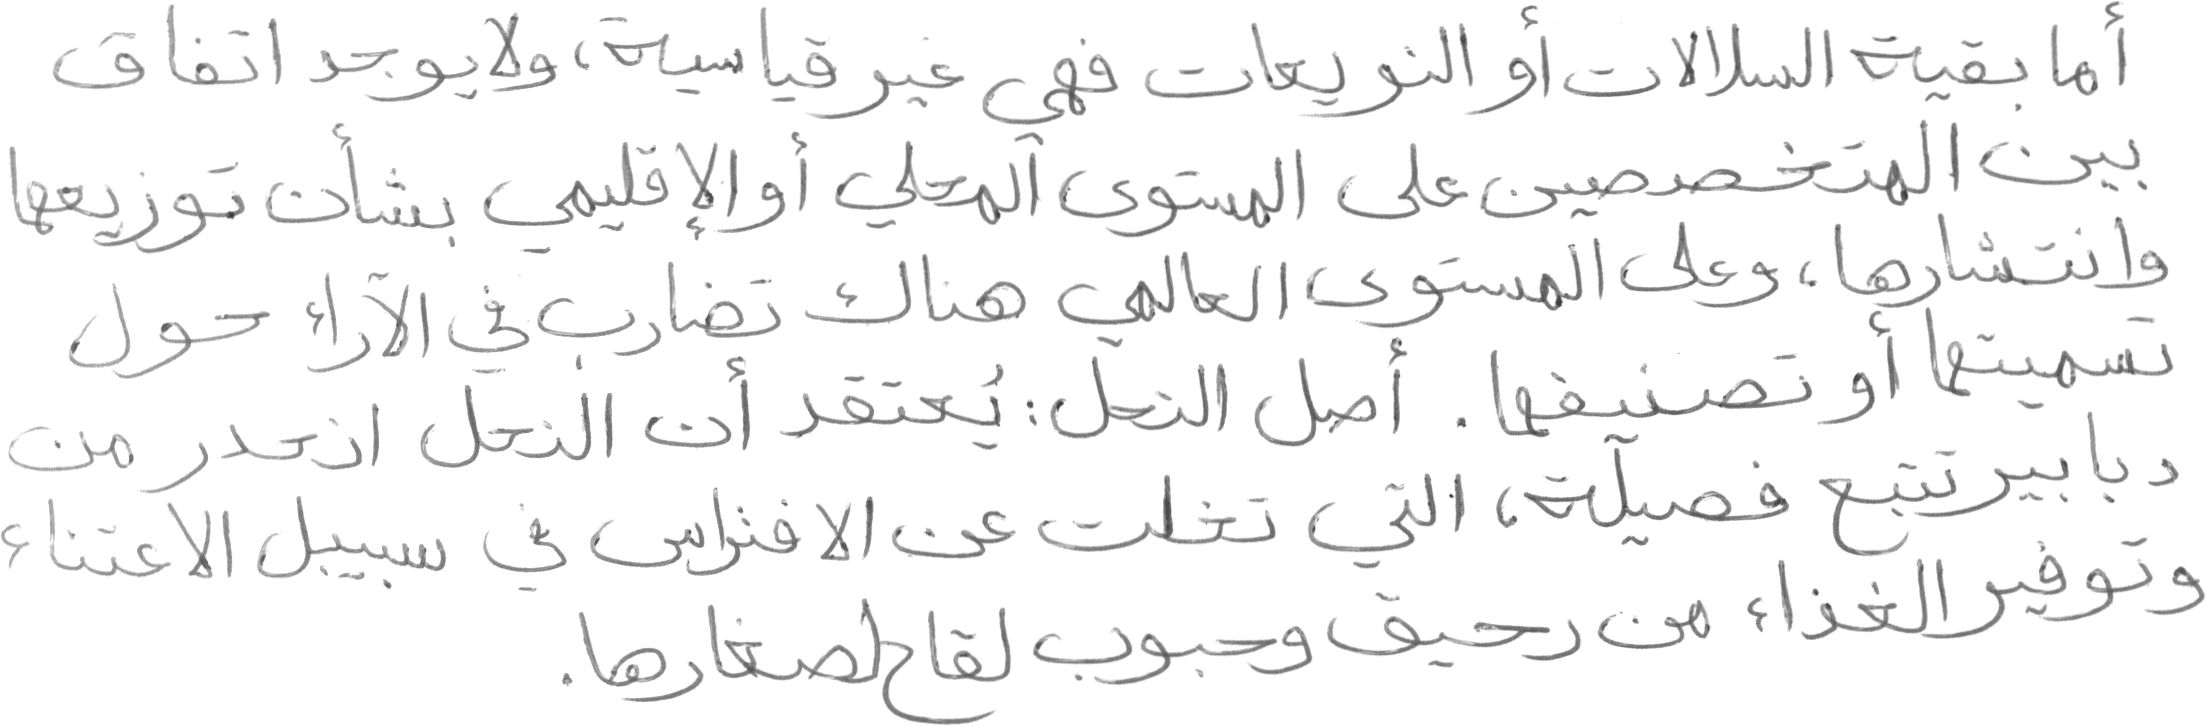 أما بقية السلالات أو النويعات فهي غير قياسية، ولا يوجد اتفاق
بين المتخصصين على المستوى المحلي أو الإقليمي بشأن توزيعها
وانتشارها، وعلى المستوى العالمي هناك تضارب في الآراء حول
تسميتها أو تصنيفها. أصل النحل: يُعتقد أن النحل انحدر من
دبابير تتبع فصيلة، التي تخلت عن الافتراس في سبيل الاعتناء
وتوفير الغذاء من رحيق وحبوب لقاح لصغارها.